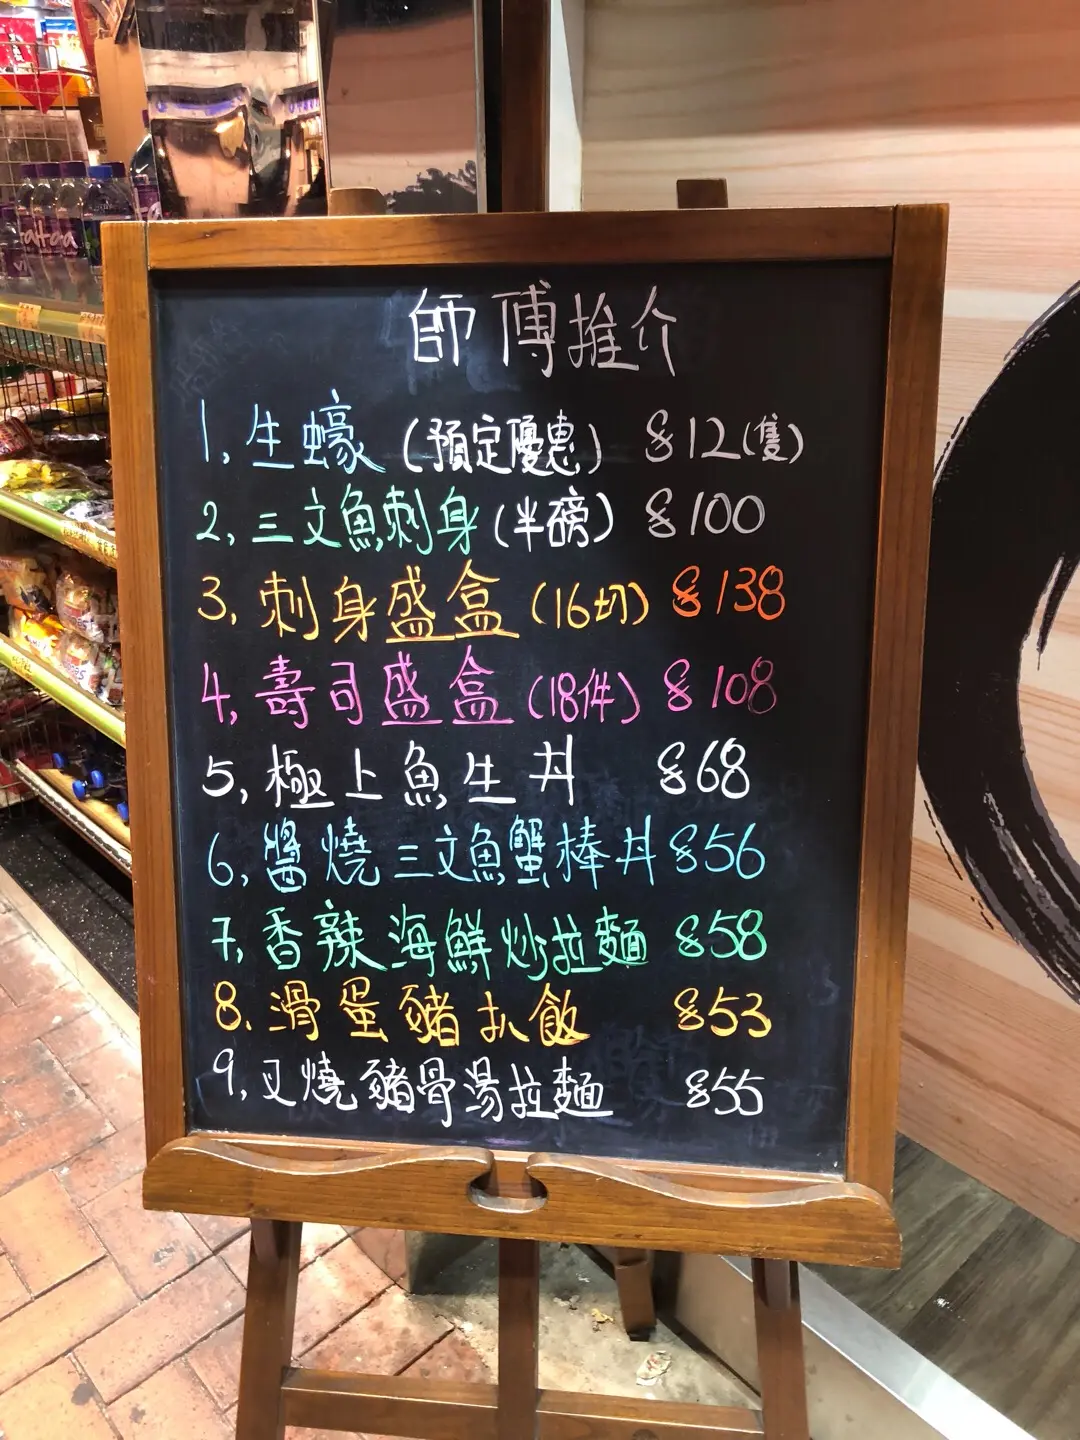 師傅推介
1, 生蠔 (預定優惠) $12(隻)
2, 三文魚刺身 (半磅) $100
3, 刺身盛盒 (16切) $138
4, 壽司盛盒 (18件) $108
5, 極上魚生丼 $68
6, 醬燒三文魚蟹棒丼 $56
7, 香辣海鮮炒拉麵 $58
8. 滑蛋豬扒飯 $53
9, 叉燒豬骨湯拉麵 $55